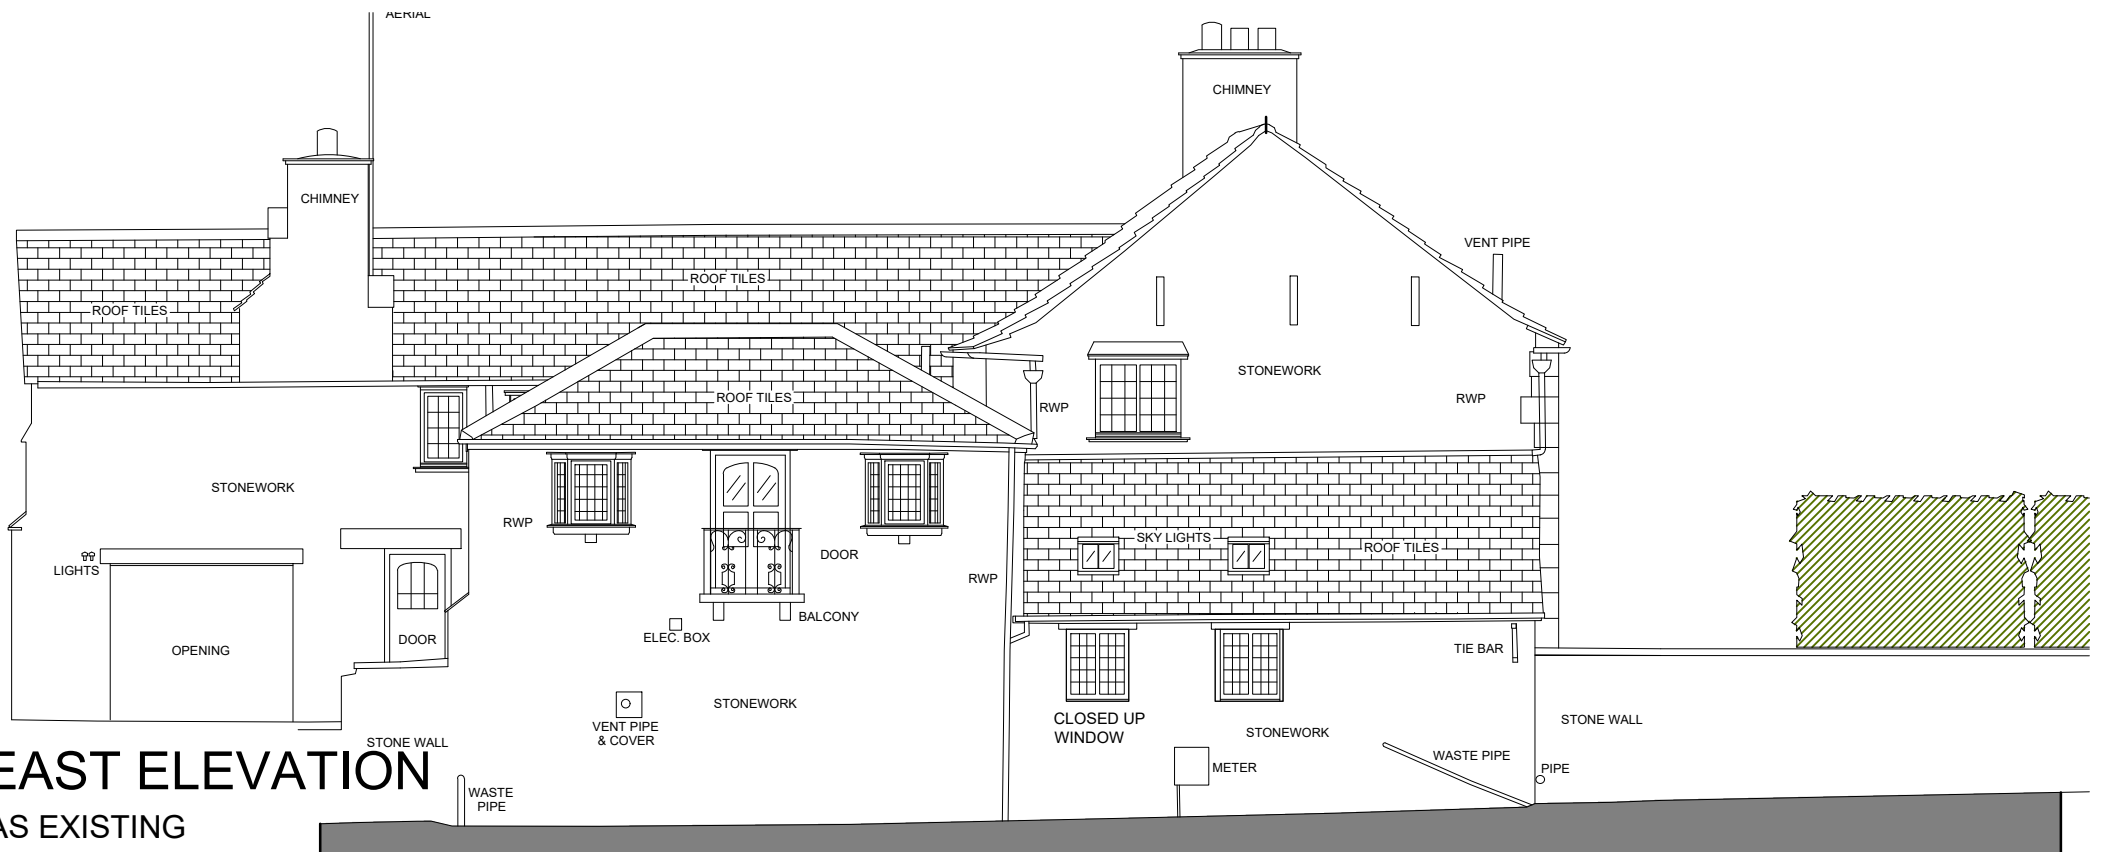 AERIAL
CHIMNEY
CHIMNEY
VENT PIPE
ROOF TILES
ROOF TILES
STONEWORK
ROOF TILES
RWP
RWP
STONEWORK
RWP
SKY LIGHTS
ROOF TILES
DOOR
LIGHTS
RWP
BALCONY
ELEC. BOX
DOOR
OPENING
TIE BAR
STONEWORK
CLOSED UP
WINDOW
STONE WALL
VENT PIPE
& COVER
STONEWORK
STONE WALL
EAST ELEVATION
WASTE PIPE
METER
PIPE
WASTE
PIPE
AS EXISTING